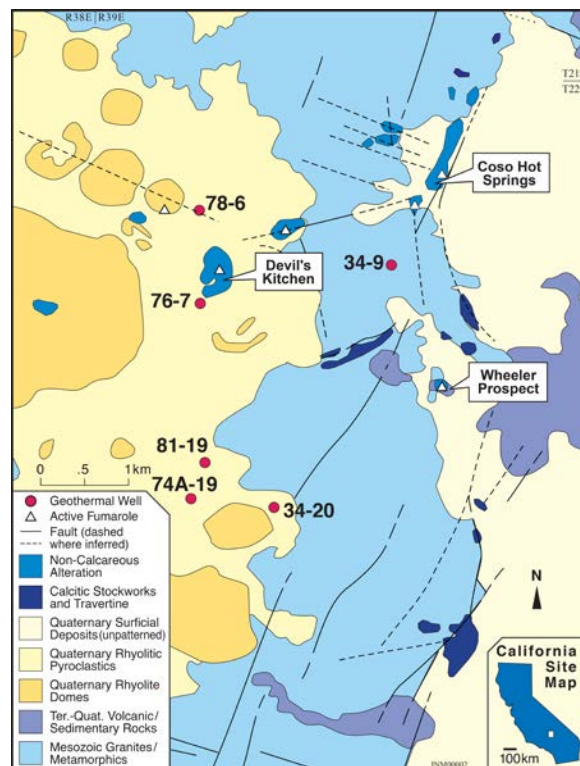 R38E | R39E
T21S
T22S
Coso Hot
Springs
78-6
Devil's
Kitchen
34-9
76-7
Wheeler
Prospect
81-19
0 .5 1km
74A-19
34-20
Geothermal Well
Active Fumarole
Fault (dashed
where inferred)
Non-Calcareous
Alteration
Calcitic Stockworks
and Travertine
Quaternary Surficial
Deposits (unpatterned)
Quaternary Rhyolitic
Pyroclastics
Quaternary Rhyolite
Domes
Ter.-Quat. Volcanic/
Sedimentary Rocks
Mesozoic Granites/
Metamorphics
N
California
Site
Map
100km
INM00002